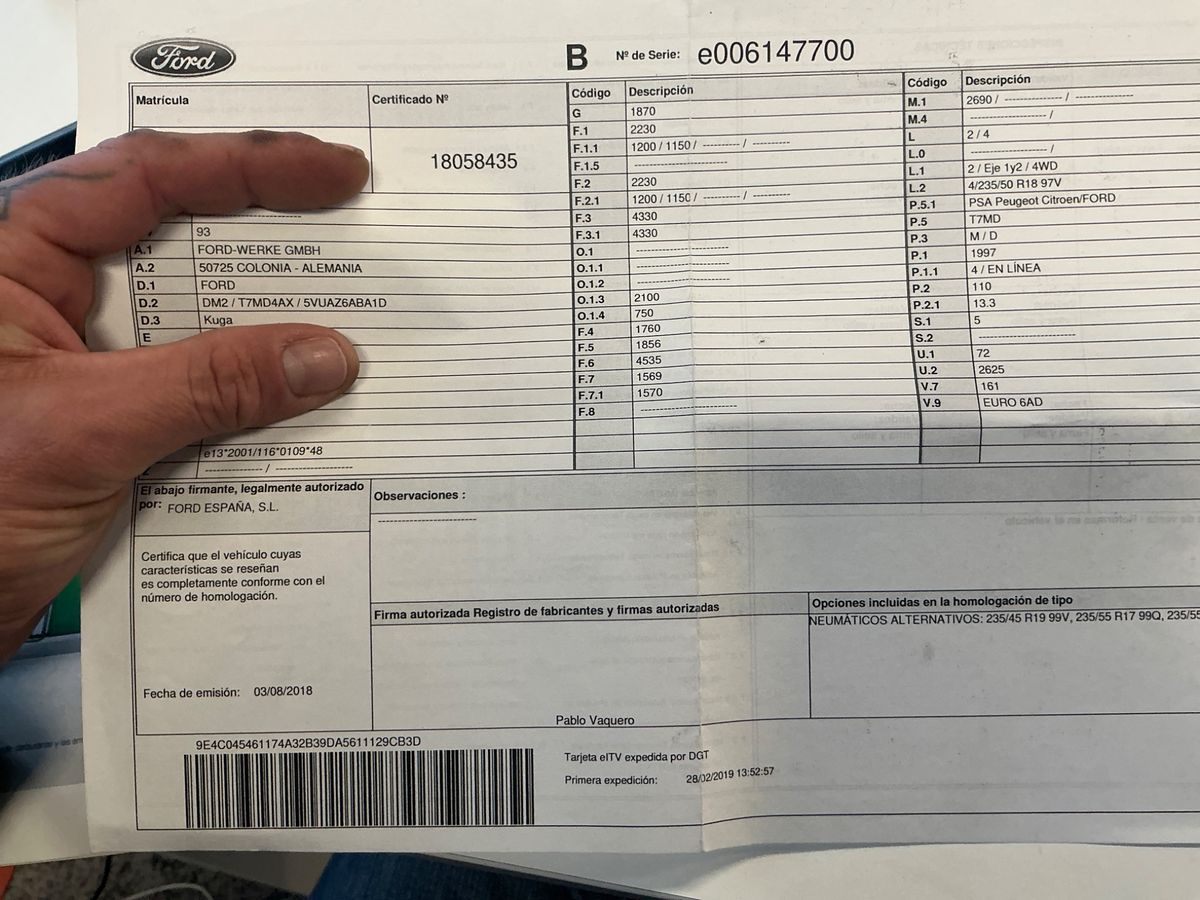 Ford
B Nº de Serie: e006147700
Matrícula
Certificado Nº
18058435
---------------------
93
A.1 FORD-WERKE GMBH
A.2 50725 COLONIA - ALEMANIA
D.1 FORD
D.2 DM2 / T7MD4AX / 5VUAZ6ABA1D
D.3 Kuga
E
e13*2001/116*0109*48
--------------- / --------------------
Código Descripción
G 1870
F.1 2230
F.1.1 1200 / 1150 / ---------- / ----------
F.1.5 -------------------------
F.2 2230
F.2.1 1200 / 1150 / ---------- / ----------
F.3 4330
F.3.1 4330
O.1 -------------------------
O.1.1 -------------------------
O.1.2 -------------------------
O.1.3 2100
O.1.4 750
F.4 1760
F.5 1856
F.6 4535
F.7 1569
F.7.1 1570
F.8 -------------------------
Código Descripción
M.1 2690 / --------------- / ---------------
M.4 -------------------- /
L 2 / 4
L.0 -------------------- /
L.1 2 / Eje 1y2 / 4WD
L.2 4/235/50 R18 97V
P.5.1 PSA Peugeot Citroen/FORD
P.5 T7MD
P.3 M / D
P.1 1997
P.1.1 4 / EN LÍNEA
P.2 110
P.2.1 13.3
S.1 5
S.2 -------------------------
U.1 72
U.2 2625
V.7 161
V.9 EURO 6AD
El abajo firmante, legalmente autorizado
por: FORD ESPAÑA, S.L.
Certifica que el vehículo cuyas
características se reseñan
es completamente conforme con el
número de homologación.
Fecha de emisión: 03/08/2018
Observaciones :
-------------------------
Firma autorizada Registro de fabricantes y firmas autorizadas
Pablo Vaquero
Opciones incluidas en la homologación de tipo
NEUMÁTICOS ALTERNATIVOS: 235/45 R19 99V, 235/55 R17 99Q, 235/55
9E4C045461174A32B39DA5611129CB3D
Tarjeta eITV expedida por DGT
Primera expedición: 28/02/2019 13:52:57